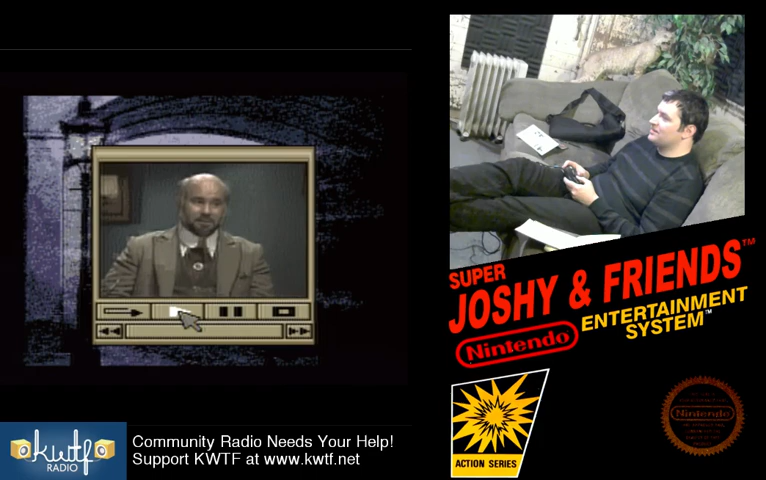 SUPER
JOSHY & FRIENDS™
Nintendo
ENTERTAINMENT
SYSTEM™
ACTION SERIES
Nintendo
kwtf
RADIO
Community Radio Needs Your Help!
Support KWTF at www.kwtf.net